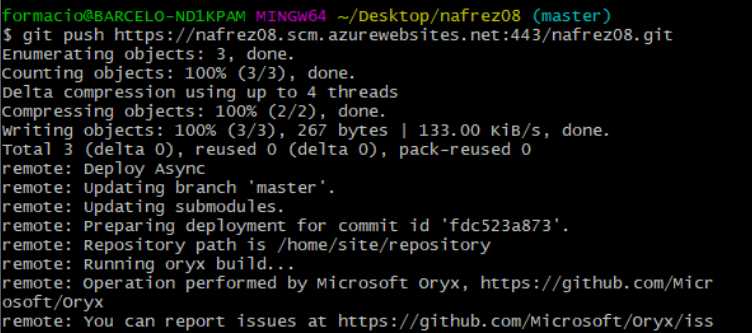 formacio@BARCELO-ND1KPAM MINGW64 ~/Desktop/nafrez08 (master)
$ git push https://nafrez08.scm.azurewebsites.net:443/nafrez08.git
Enumerating objects: 3, done.
Counting objects: 100% (3/3), done.
Delta compression using up to 4 threads
Compressing objects: 100% (2/2), done.
Writing objects: 100% (3/3), 267 bytes | 133.00 KiB/s, done.
Total 3 (delta 0), reused 0 (delta 0), pack-reused 0
remote: Deploy Async
remote: Updating branch 'master'.
remote: Updating submodules.
remote: Preparing deployment for commit id 'fdc523a873'.
remote: Repository path is /home/site/repository
remote: Running oryx build...
remote: Operation performed by Microsoft Oryx, https://github.com/Micr
osoft/Oryx
remote: You can report issues at https://github.com/Microsoft/Oryx/iss